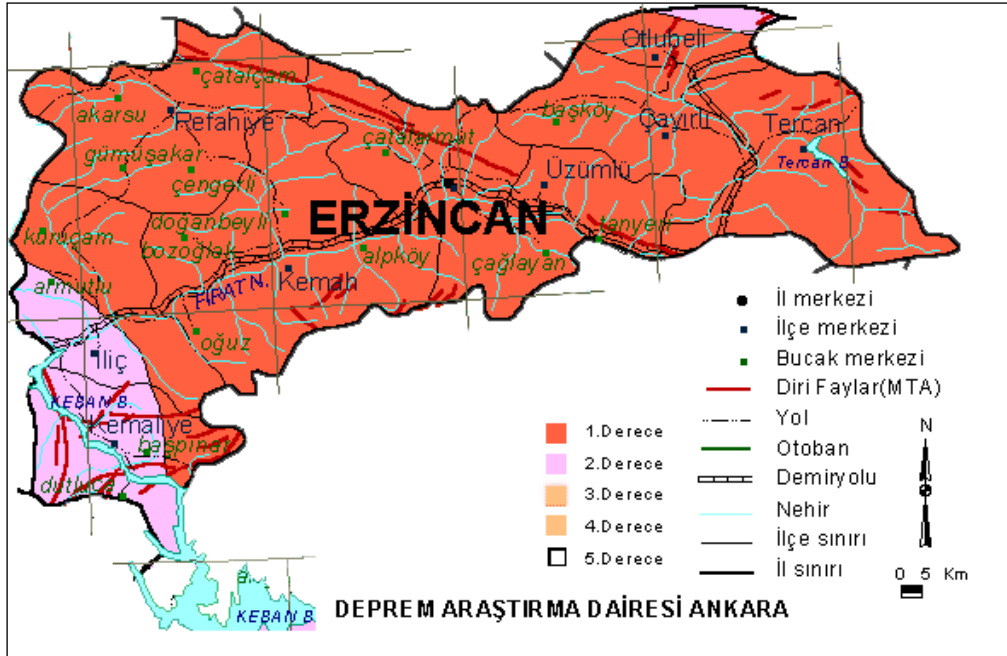 Otlubeli
çatalçam
akarsu
Refahiye
başköy
Çayırlı
Tercan
çatalarmut
Tercan B.
gümüşakar
çengerli
Üzümlü
ERZİNCAN
doğanbeyli
bozoğlak
kuruçam
tanyeri
alpköy
çağlayan
Kemah
FIRAT N.
armutlu
oğuz
İliç
KEBAN B.
Kemaliye
başpınar
dutluca
KEBAN B.
İl merkezi
İlçe merkezi
Bucak merkezi
Diri Faylar(MTA)
Yol
Otoban
Demiryolu
Nehir
İlçe sınırı
İl sınırı
1.Derece
2.Derece
3.Derece
4.Derece
5.Derece
N
0 5 Km
DEPREM ARAŞTIRMA DAİRESİ ANKARA